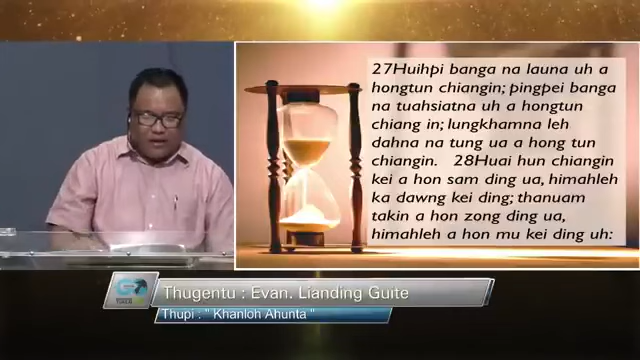 27Huihpi banga na launa uh a
hongtun chiangin; pingpei banga
na tuahsiatna uh a hongtun
chiang in; lungkhamna leh
dahna na tung ua a hong tun
chiangin. 28Huai hun chiangin
kei a hon sam ding ua, himahleh
ka dawng kei ding; thanuam
takin a hon zong ding ua,
himahleh a hon mu kei ding uh:
Thugentu : Evan. Lianding Guite
Thupi : " Khanloh Ahunta "